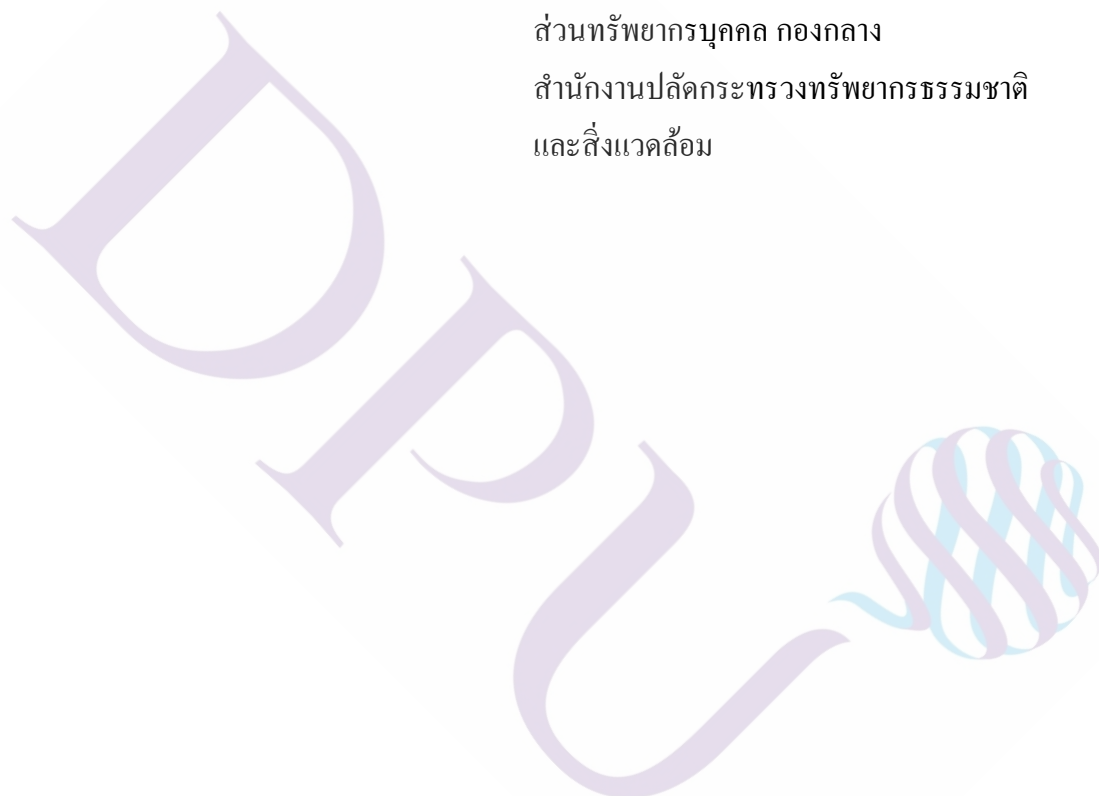 ส่วนทรัพยากรบุคคล กองกลาง
สำนักงานปลัดกระทรวงทรัพยากรธรรมชาติ
และสิ่งแวดล้อม
DPU